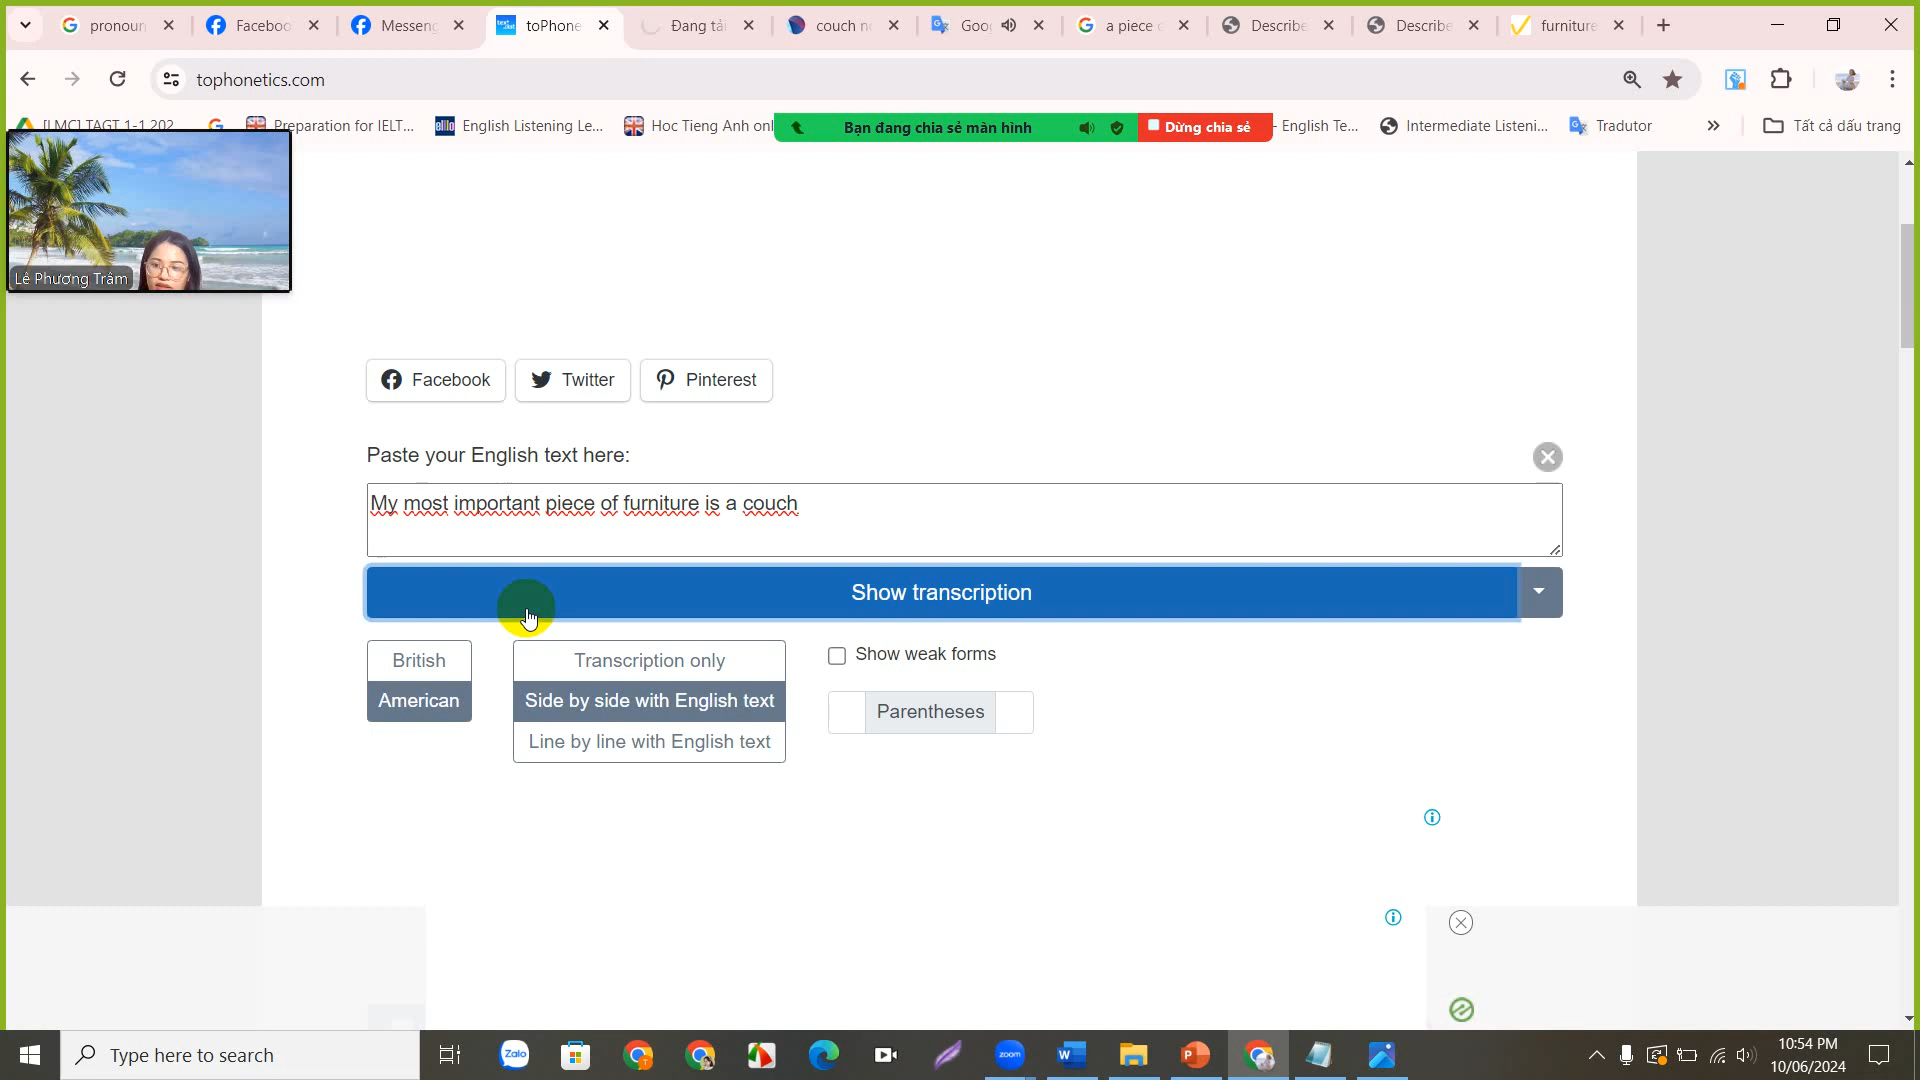 pronoun
Faceboo
Messeng
toPhone
Đang tải
couch n
Goo
a piece c
Describe
Describe
furniture
tophonetics.com
[LMC] TAGT 1-1 202
Preparation for IELT...
English Listening Le...
Hoc Tieng Anh onl
Bạn đang chia sẻ màn hình
Dừng chia sẻ
English Te...
Intermediate Listeni...
Tradutor
Tất cả dấu trang
Lê Phương Trâm
Facebook
Twitter
Pinterest
Paste your English text here:
My most important piece of furniture is a couch
Show transcription
British
American
Transcription only
Side by side with English text
Line by line with English text
Show weak forms
Parentheses
Type here to search
Zalo
zoom
10:54 PM
10/06/2024